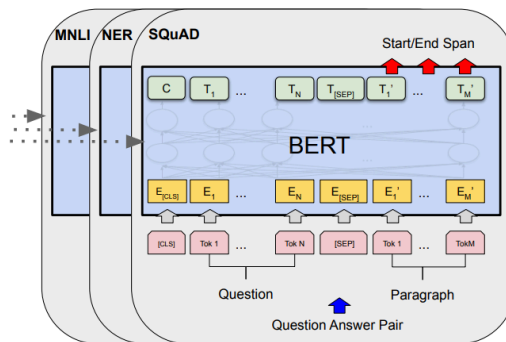 MNLI NER SQuAD
Start/End Span
C T1 ... TN T[SEP] T1' ... TM'
BERT
E[CLS] E1 ... EN E[SEP] E1' ... EM'
[CLS] Tok 1 ... Tok N [SEP] Tok 1 ... TokM
Question Paragraph
Question Answer Pair